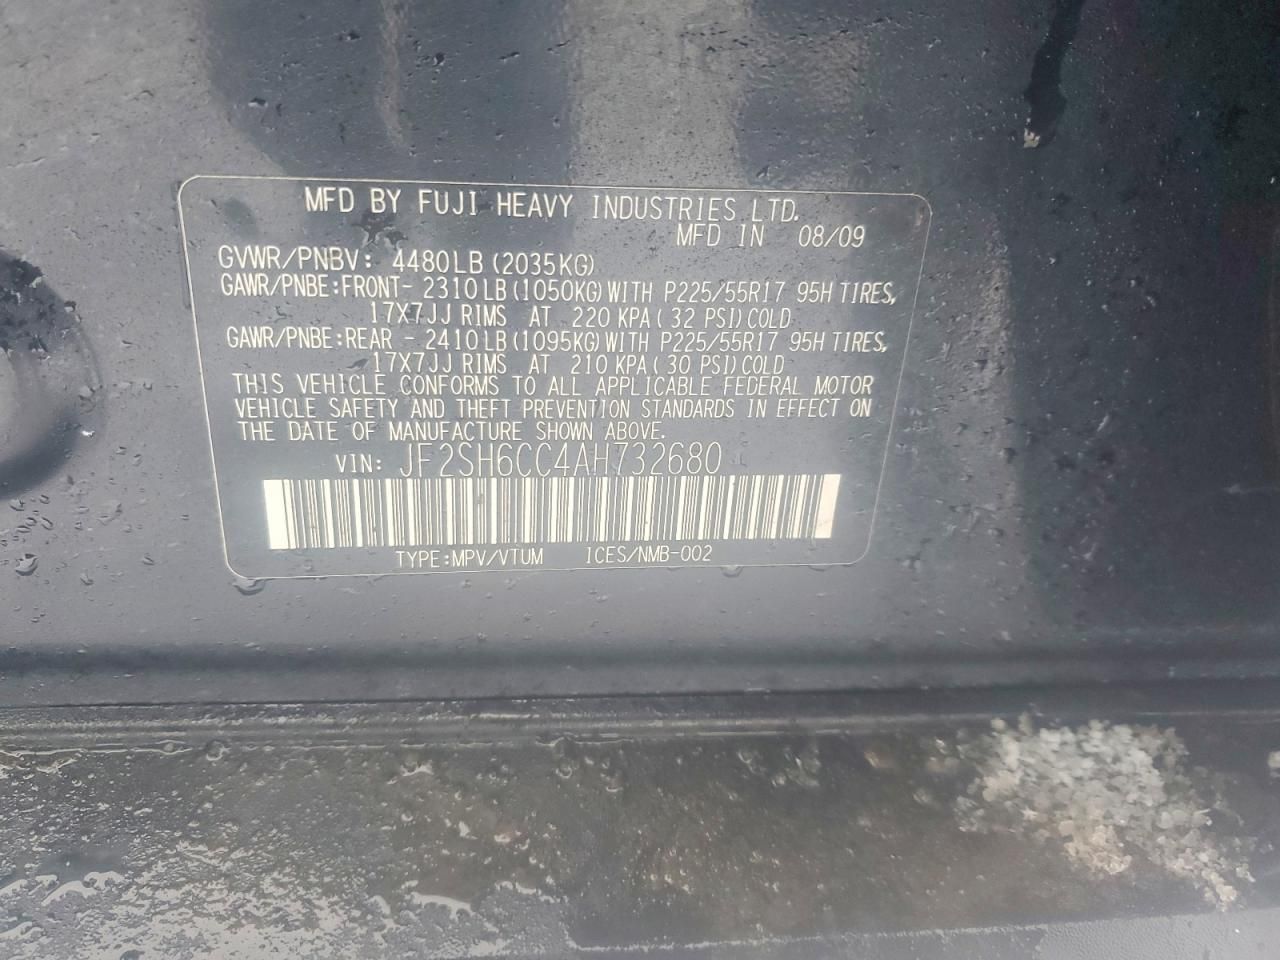 MFD BY FUJI HEAVY INDUSTRIES LTD.
MFD IN 08/09
GVWR/PNBV: 4480LB (2035KG)
GAWR/PNBE:FRONT- 2310LB (1050KG) WITH P225/55R17 95H TIRES,
17X7JJ RIMS AT 220 KPA ( 32 PSI) COLD
GAWR/PNBE:REAR - 2410LB (1095KG) WITH P225/55R17 95H TIRES,
17X7JJ RIMS AT 210 KPA ( 30 PSI) COLD
THIS VEHICLE CONFORMS TO ALL APPLICABLE FEDERAL MOTOR
VEHICLE SAFETY AND THEFT PREVENTION STANDARDS IN EFFECT ON
THE DATE OF MANUFACTURE SHOWN ABOVE.
VIN: JF2SH6CC4AH732680
TYPE:MPV/VTUM ICES/NMB-002